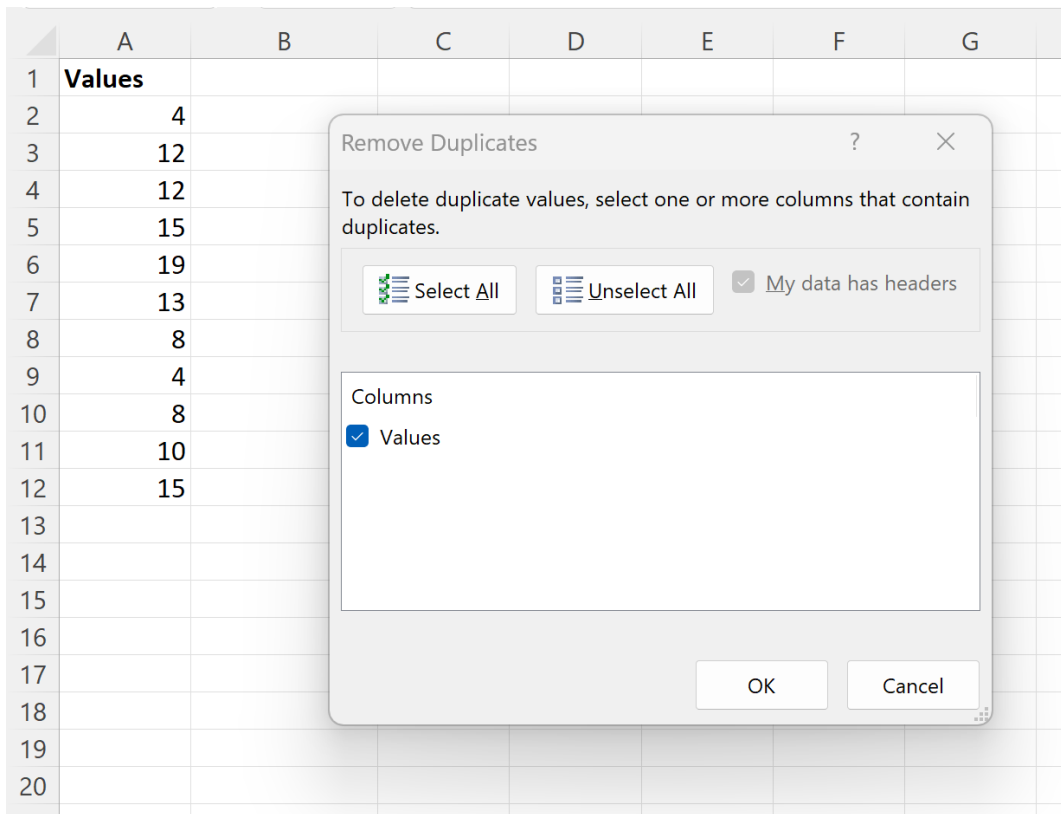 A B C D E F G
1 Values
2 4
3 12
4 12
5 15
6 19
7 13
8 8
9 4
10 8
11 10
12 15
13
14
15
16
17
18
19
20
Remove Duplicates ?
To delete duplicate values, select one or more columns that contain
duplicates.
Select All Unselect All My data has headers
Columns
Values
OK Cancel